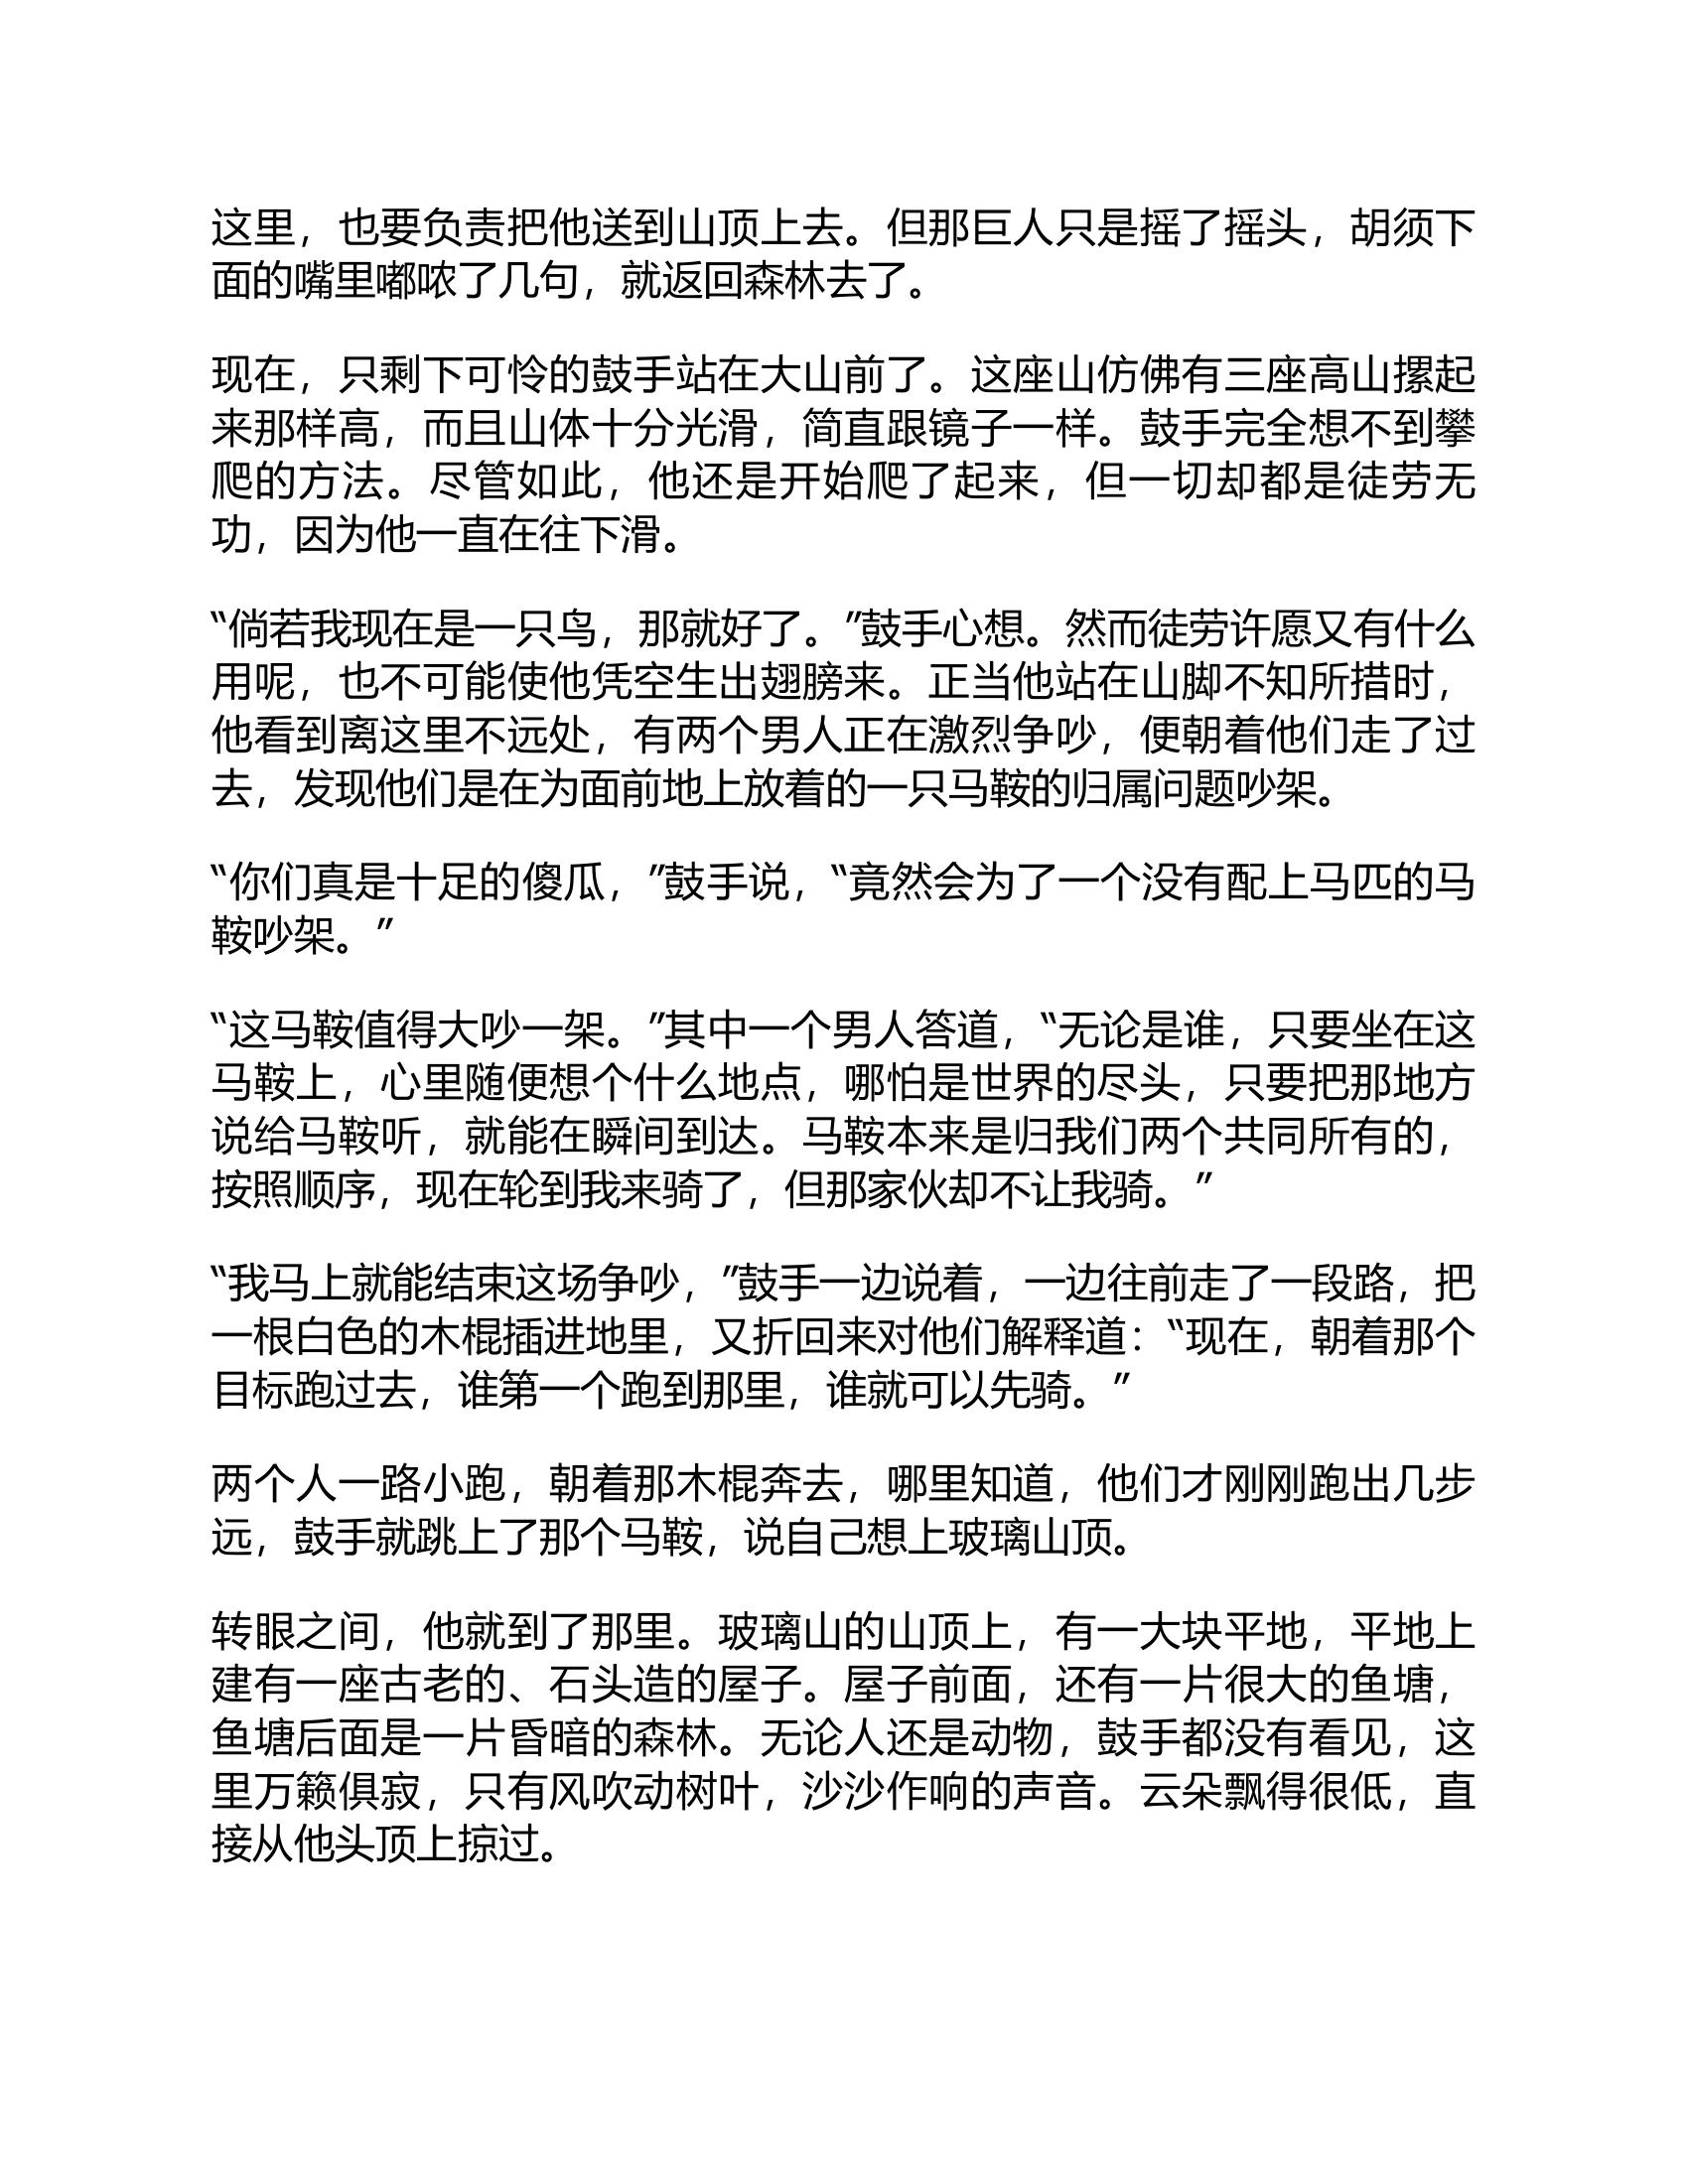 这里，也要负责把他送到山顶上去。但那巨人只是摇了摇头，胡须下
面的嘴里嘟哝了几句，就返回森林去了。
现在，只剩下可怜的鼓手站在大山前了。这座山仿佛有三座高山摞起
来那样高，而且山体十分光滑，简直跟镜子一样。鼓手完全想不到攀
爬的方法。尽管如此，他还是开始爬了起来，但一切却都是徒劳无
功，因为他一直在往下滑。
“倘若我现在是一只鸟，那就好了。”鼓手心想。然而徒劳许愿又有什么
用呢，也不可能使他凭空生出翅膀来。正当他站在山脚不知所措时，
他看到离这里不远处，有两个男人正在激烈争吵，便朝着他们走了过
去，发现他们是在为面前地上放着的一只马鞍的归属问题吵架。
“你们真是十足的傻瓜，”鼓手说，“竟然会为了一个没有配上马匹的马
鞍吵架。”
“这马鞍值得大吵一架。”其中一个男人答道，“无论是谁，只要坐在这
马鞍上，心里随便想个什么地点，哪怕是世界的尽头，只要把那地方
说给马鞍听，就能在瞬间到达。马鞍本来是归我们两个共同所有的，
按照顺序，现在轮到我来骑了，但那家伙却不让我骑。”
“我马上就能结束这场争吵，”鼓手一边说着，一边往前走了一段路，把
一根白色的木棍插进地里，又折回来对他们解释道：“现在，朝着那个
目标跑过去，谁第一个跑到那里，谁就可以先骑。”
两个人一路小跑，朝着那木棍奔去，哪里知道，他们才刚刚跑出几步
远，鼓手就跳上了那个马鞍，说自己想上玻璃山顶。
转眼之间，他就到了那里。玻璃山的山顶上，有一大块平地，平地上
建有一座古老的、石头造的屋子。屋子前面，还有一片很大的鱼塘，
鱼塘后面是一片昏暗的森林。无论人还是动物，鼓手都没有看见，这
里万籁俱寂，只有风吹动树叶，沙沙作响的声音。云朵飘得很低，直
接从他头顶上掠过。